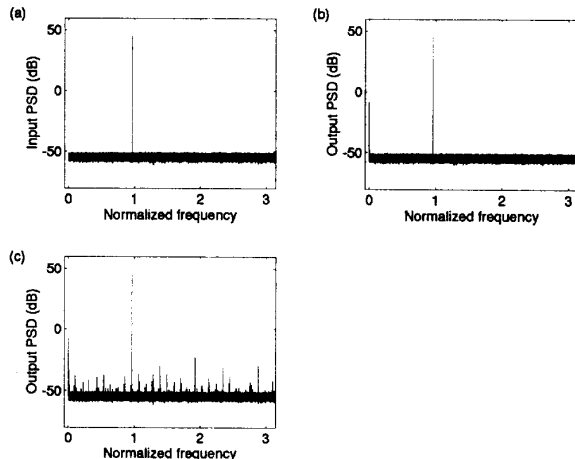 (a)
50
0
-50
Input PSD (dB)
0 1 2 3
Normalized frequency
(b)
50
0
-50
Output PSD (dB)
0 1 2 3
Normalized frequency
(c)
50
0
-50
Output PSD (dB)
0 1 2 3
Normalized frequency